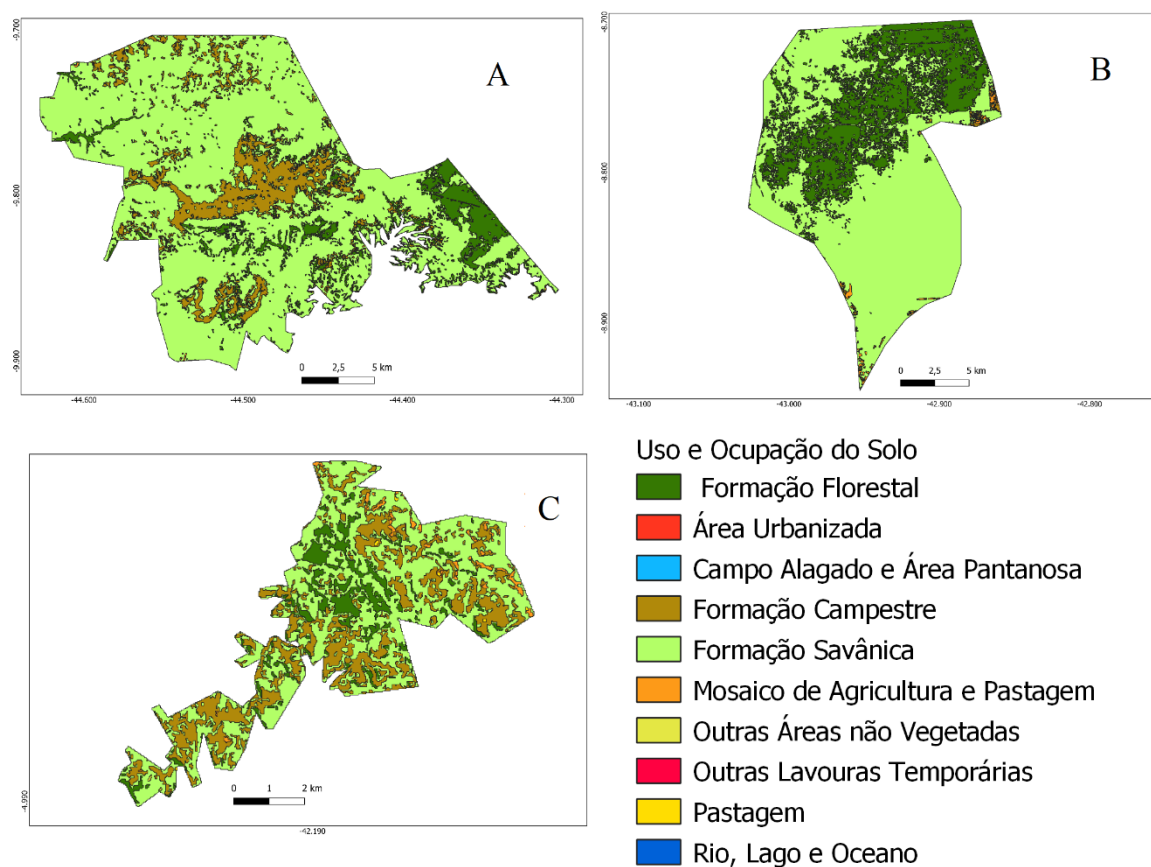 -9.700
-9.800
-9.900
A
0 2,5 5 km
-44.600 -44.500 -44.400 -44.300
-8.700
-8.800
-8.900
B
0 2,5 5 km
-43.100 -43.000 -42.900 -42.800
C
-4.990
0 1 2 km
-42.190
Uso e Ocupação do Solo
Formação Florestal
Área Urbanizada
Campo Alagado e Área Pantanosa
Formação Campestre
Formação Savânica
Mosaico de Agricultura e Pastagem
Outras Áreas não Vegetadas
Outras Lavouras Temporárias
Pastagem
Rio, Lago e Oceano